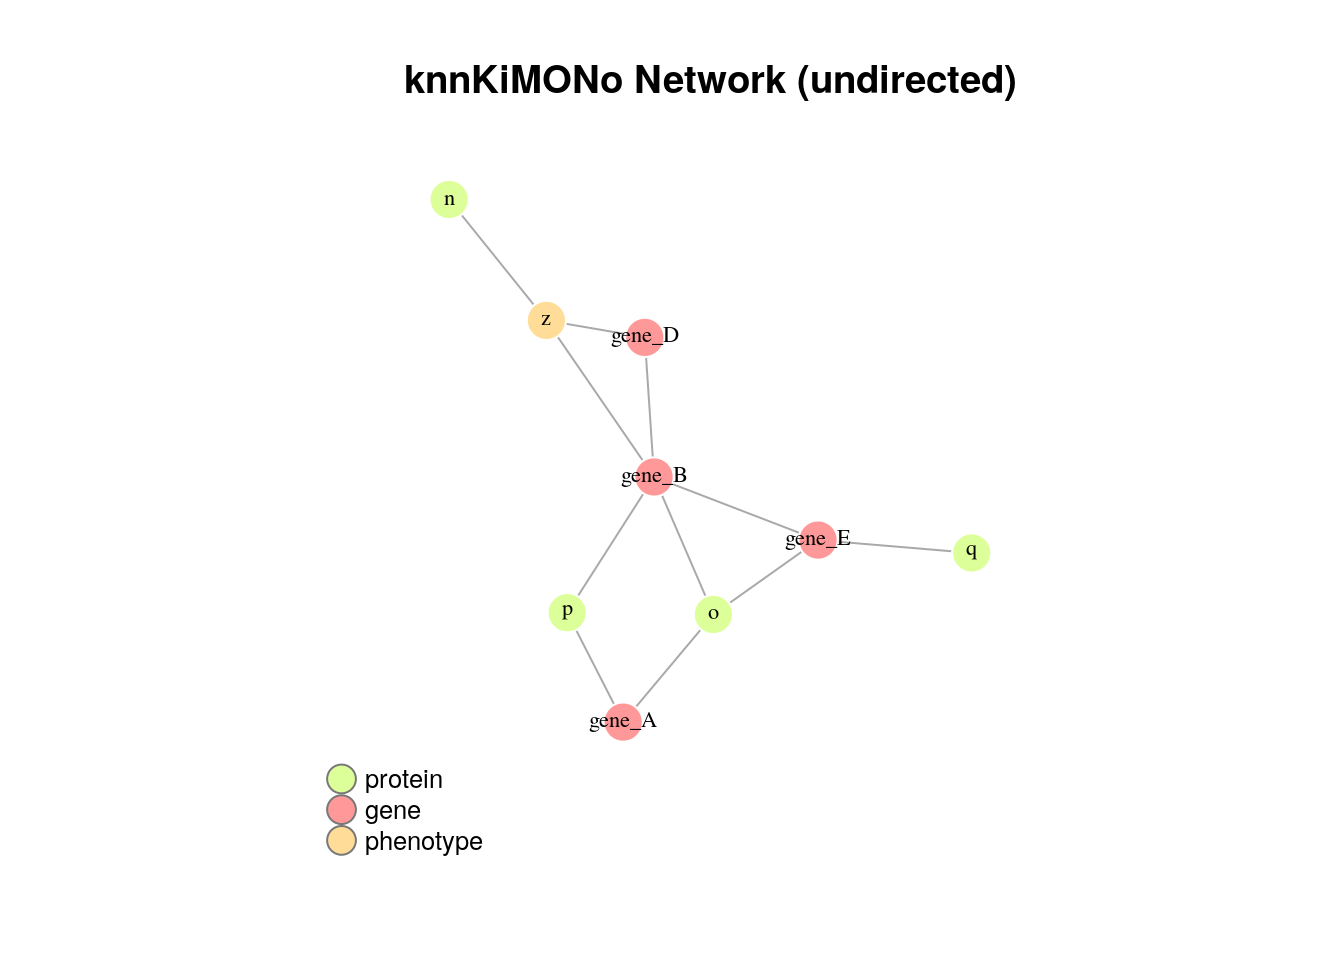 knnKiMONo Network (undirected)
n
z
gene_D
gene_B
gene_E
q
p
o
gene_A
protein
gene
phenotype